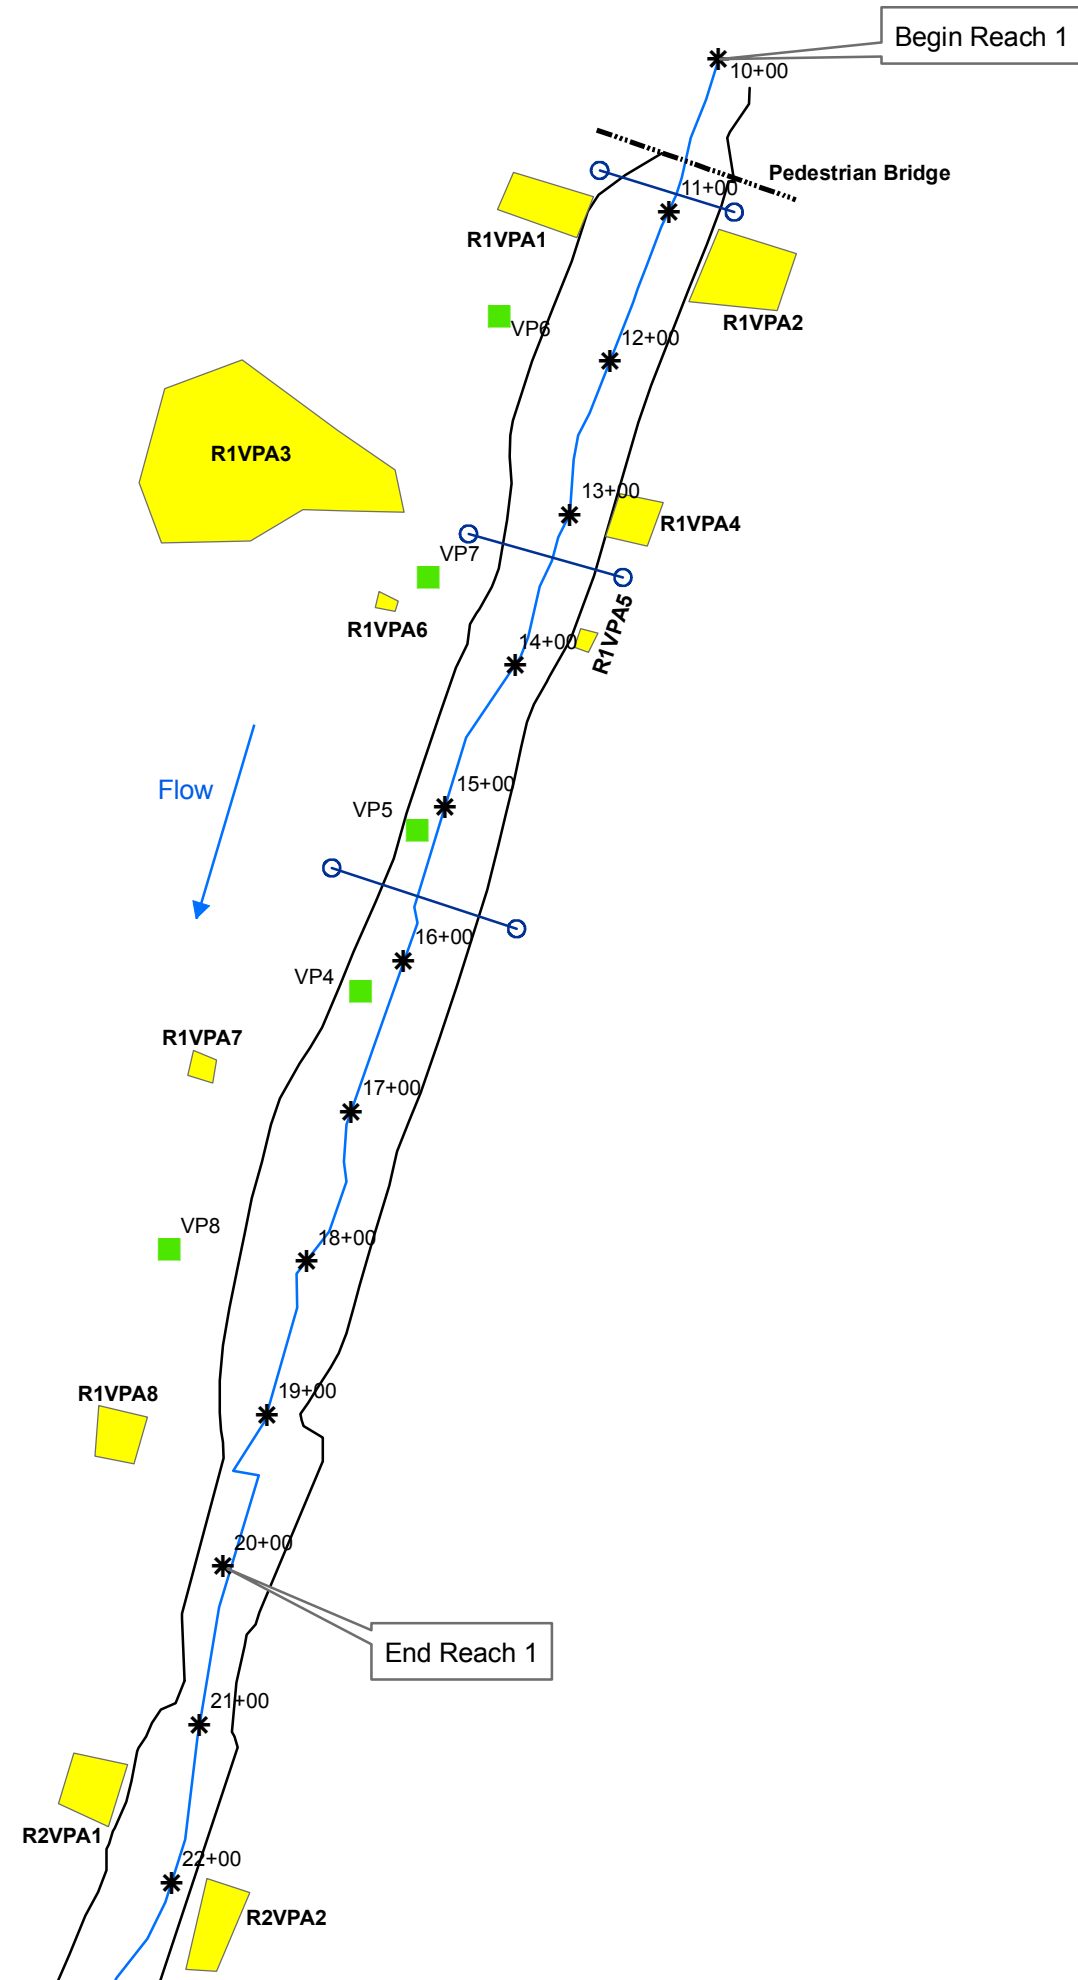 Begin Reach 1
10+00
Pedestrian Bridge
11+00
R1VPA1
R1VPA2
VP6
12+00
R1VPA3
13+00
R1VPA4
VP7
R1VPA5
R1VPA6
14+00
15+00
Flow
VP5
16+00
VP4
R1VPA7
17+00
VP8
18+00
19+00
R1VPA8
20+00
End Reach 1
21+00
R2VPA1
22+00
R2VPA2